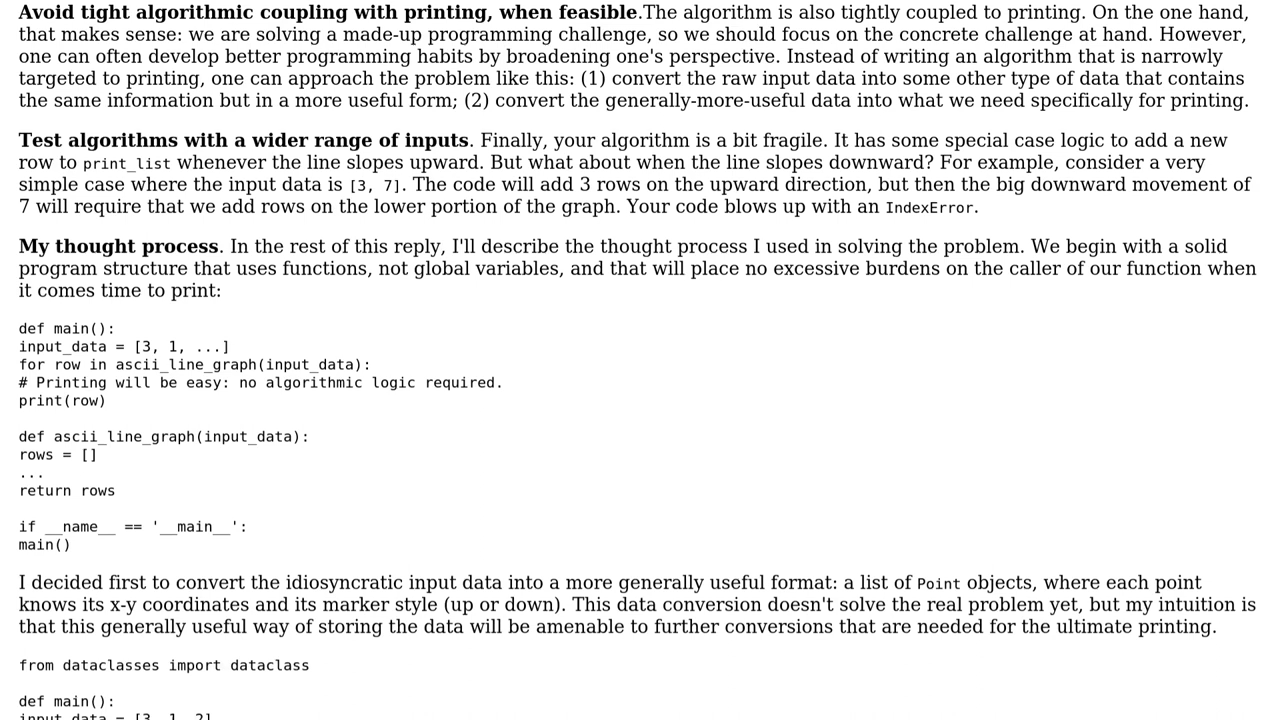 Avoid tight algorithmic coupling with printing, when feasible.The algorithm is also tightly coupled to printing. On the one hand,
that makes sense: we are solving a made-up programming challenge, so we should focus on the concrete challenge at hand. However,
one can often develop better programming habits by broadening one's perspective. Instead of writing an algorithm that is narrowly
targeted to printing, one can approach the problem like this: (1) convert the raw input data into some other type of data that contains
the same information but in a more useful form; (2) convert the generally-more-useful data into what we need specifically for printing.
Test algorithms with a wider range of inputs. Finally, your algorithm is a bit fragile. It has some special case logic to add a new
row to print_list whenever the line slopes upward. But what about when the line slopes downward? For example, consider a very
simple case where the input data is [3, 7]. The code will add 3 rows on the upward direction, but then the big downward movement of
7 will require that we add rows on the lower portion of the graph. Your code blows up with an IndexError.
My thought process. In the rest of this reply, I'll describe the thought process I used in solving the problem. We begin with a solid
program structure that uses functions, not global variables, and that will place no excessive burdens on the caller of our function when
it comes time to print:
def main():
input_data = [3, 1, ...]
for row in ascii_line_graph(input_data):
# Printing will be easy: no algorithmic logic required.
print(row)
def ascii_line_graph(input_data):
rows = []
...
return rows
if __name__ == '__main__':
main()
I decided first to convert the idiosyncratic input data into a more generally useful format: a list of Point objects, where each point
knows its x-y coordinates and its marker style (up or down). This data conversion doesn't solve the real problem yet, but my intuition is
that this generally useful way of storing the data will be amenable to further conversions that are needed for the ultimate printing.
from dataclasses import dataclass
def main():
input_data = [3, 1, 2]